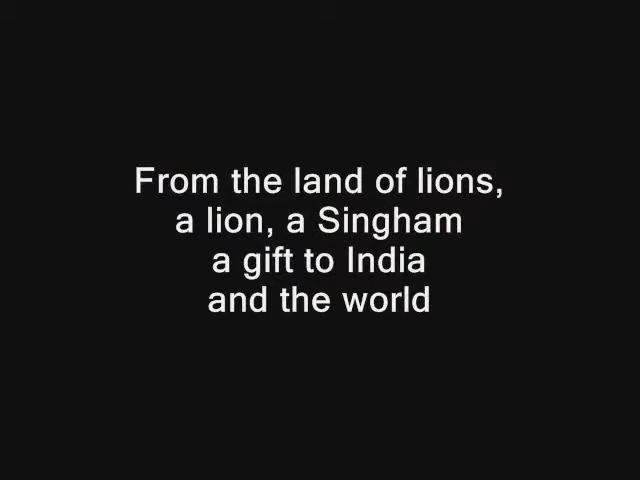 From the land of lions,
a lion, a Singham
a gift to India
and the world